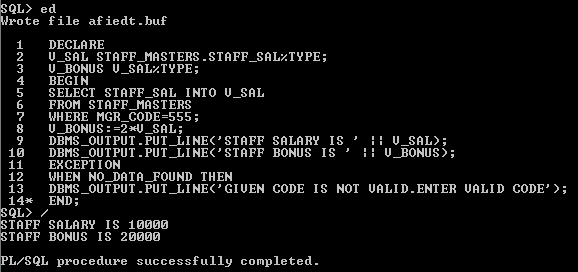 SQL> ed
Wrote file afiedt.buf
1 DECLARE
2 V_SAL STAFF_MASTERS.STAFF_SAL%TYPE;
3 V_BONUS V_SAL%TYPE;
4 BEGIN
5 SELECT STAFF_SAL INTO V_SAL
6 FROM STAFF_MASTERS
7 WHERE MGR_CODE=555;
8 V_BONUS:=2*V_SAL;
9 DBMS_OUTPUT.PUT_LINE('STAFF SALARY IS ' || V_SAL);
10 DBMS_OUTPUT.PUT_LINE('STAFF BONUS IS ' || V_BONUS);
11 EXCEPTION
12 WHEN NO_DATA_FOUND THEN
13 DBMS_OUTPUT.PUT_LINE('GIVEN CODE IS NOT VALID.ENTER VALID CODE');
14* END;
SQL> /
STAFF SALARY IS 10000
STAFF BONUS IS 20000
PL/SQL procedure successfully completed.